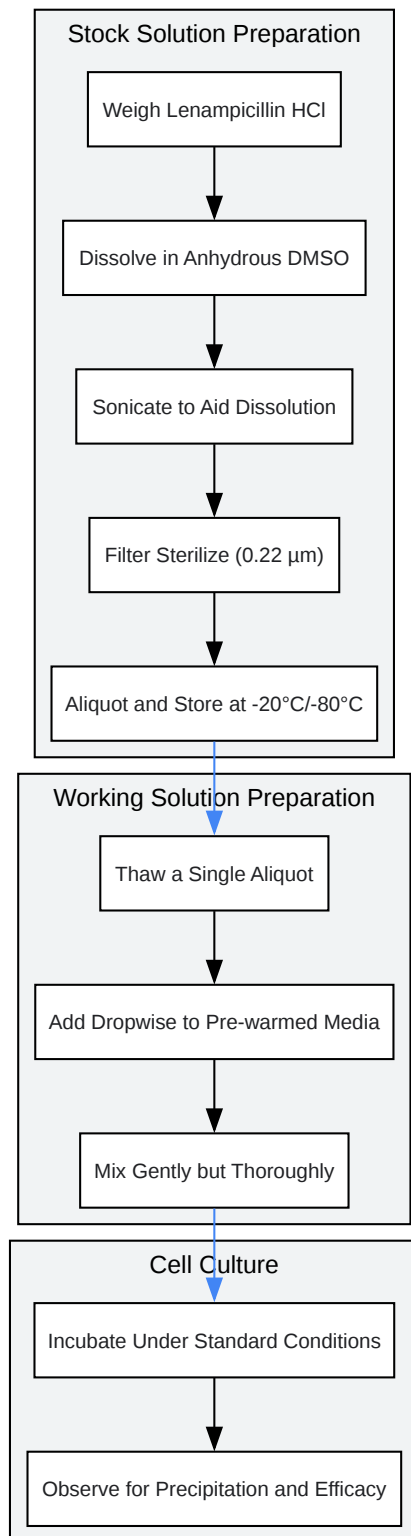 Stock Solution Preparation
Weigh Lenampicillin HCl
Dissolve in Anhydrous DMSO
Sonicate to Aid Dissolution
Filter Sterilize (0.22 µm)
Aliquot and Store at -20°C/-80°C
Working Solution Preparation
Thaw a Single Aliquot
Add Dropwise to Pre-warmed Media
Mix Gently but Thoroughly
Cell Culture
Incubate Under Standard Conditions
Observe for Precipitation and Efficacy